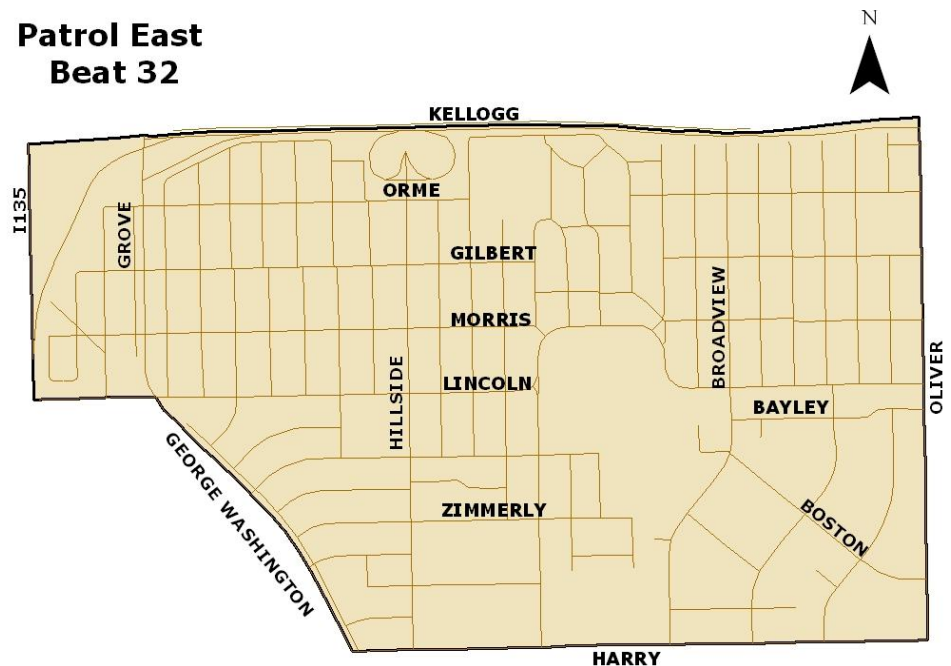 Patrol East
Beat 32
N
KELLOGG
I135
ORME
GROVE
GILBERT
MORRIS
BROADVIEW
HILLSIDE
LINCOLN
OLIVER
BAYLEY
GEORGE WASHINGTON
ZIMMERLY
BOSTON
HARRY